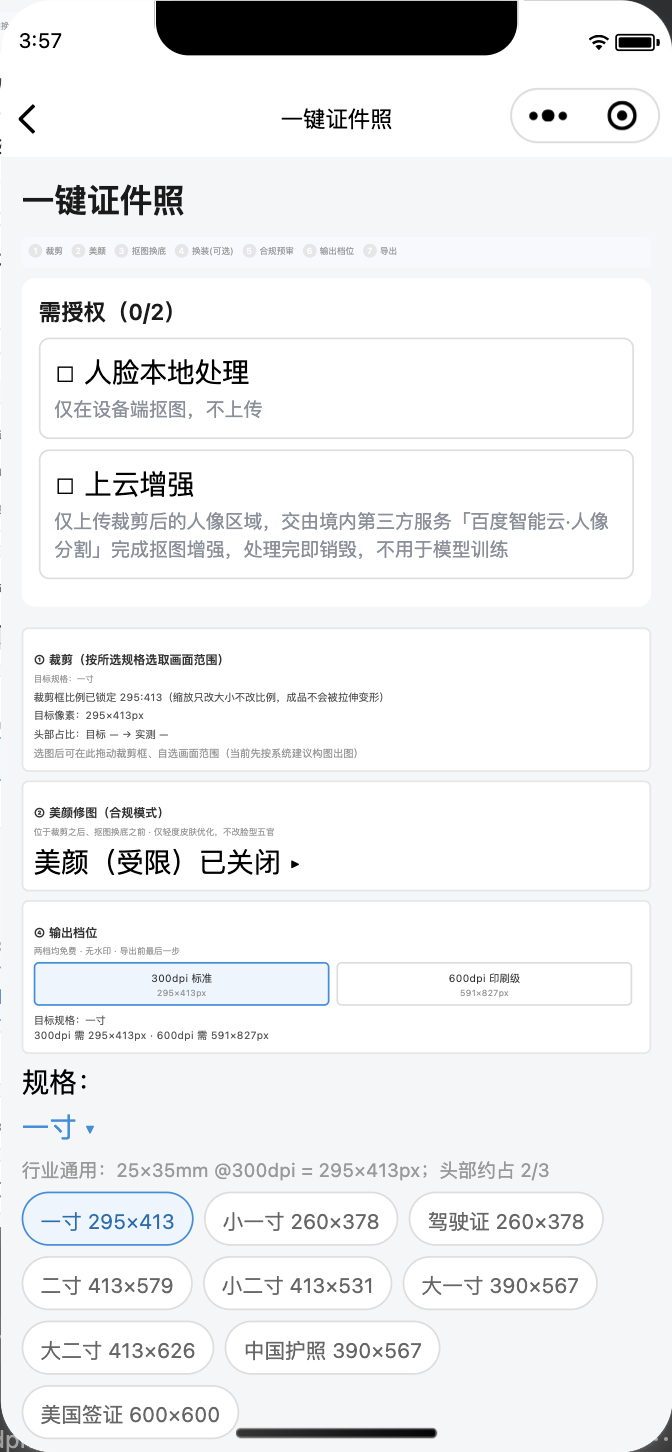 3:57
一键证件照
一键证件照
1 裁剪 2 美颜 3 抠图换底 4 换装(可选) 5 合规预审 6 输出档位 7 导出
需授权（0/2）
□ 人脸本地处理
仅在设备端抠图，不上传
□ 上云增强
仅上传裁剪后的人像区域，交由境内第三方服务「百度智能云·人像
分割」完成抠图增强，处理完即销毁，不用于模型训练
① 裁剪（按所选规格选取画面范围）
目标规格：一寸
裁剪框比例已锁定 295:413（缩放只改大小不改比例，成品不会被拉伸变形）
目标像素：295×413px
头部占比：目标 — → 实测 —
选图后可在此拖动裁剪框、自选画面范围（当前先按系统建议构图出图）
② 美颜修图（合规模式）
位于裁剪之后、抠图换底之前 · 仅轻度皮肤优化，不改脸型五官
美颜（受限）已关闭 ▸
⑥ 输出档位
两档均免费 · 无水印 · 导出前最后一步
300dpi 标准
295×413px
600dpi 印刷级
591×827px
目标规格：一寸
300dpi 需 295×413px · 600dpi 需 591×827px
规格：
一寸 ▾
行业通用：25×35mm @300dpi = 295×413px；头部约占 2/3
一寸 295×413
小一寸 260×378
驾驶证 260×378
二寸 413×579
小二寸 413×531
大一寸 390×567
大二寸 413×626
中国护照 390×567
美国签证 600×600